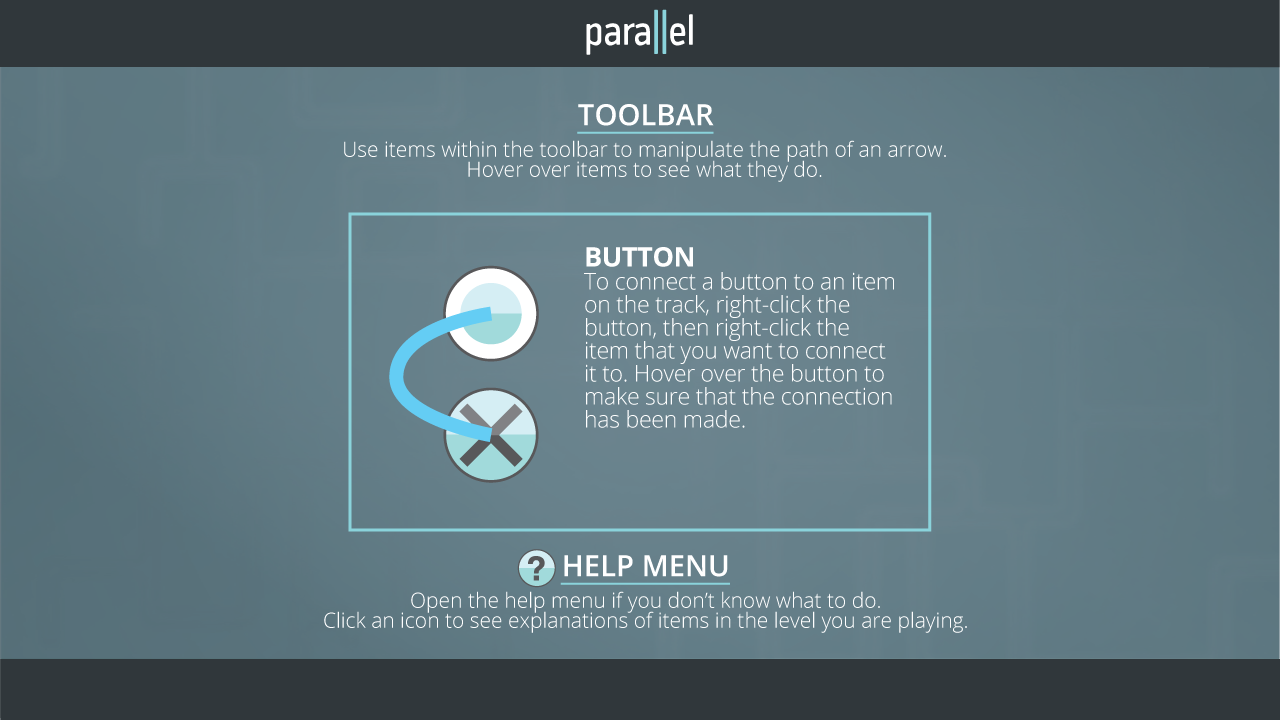 parallel
TOOLBAR
Use items within the toolbar to manipulate the path of an arrow.
Hover over items to see what they do.
BUTTON
To connect a button to an item
on the track, right-click the
button, then right-click the
item that you want to connect
it to. Hover over the button to
make sure that the connection
has been made.
? HELP MENU
Open the help menu if you don’t know what to do.
Click an icon to see explanations of items in the level you are playing.